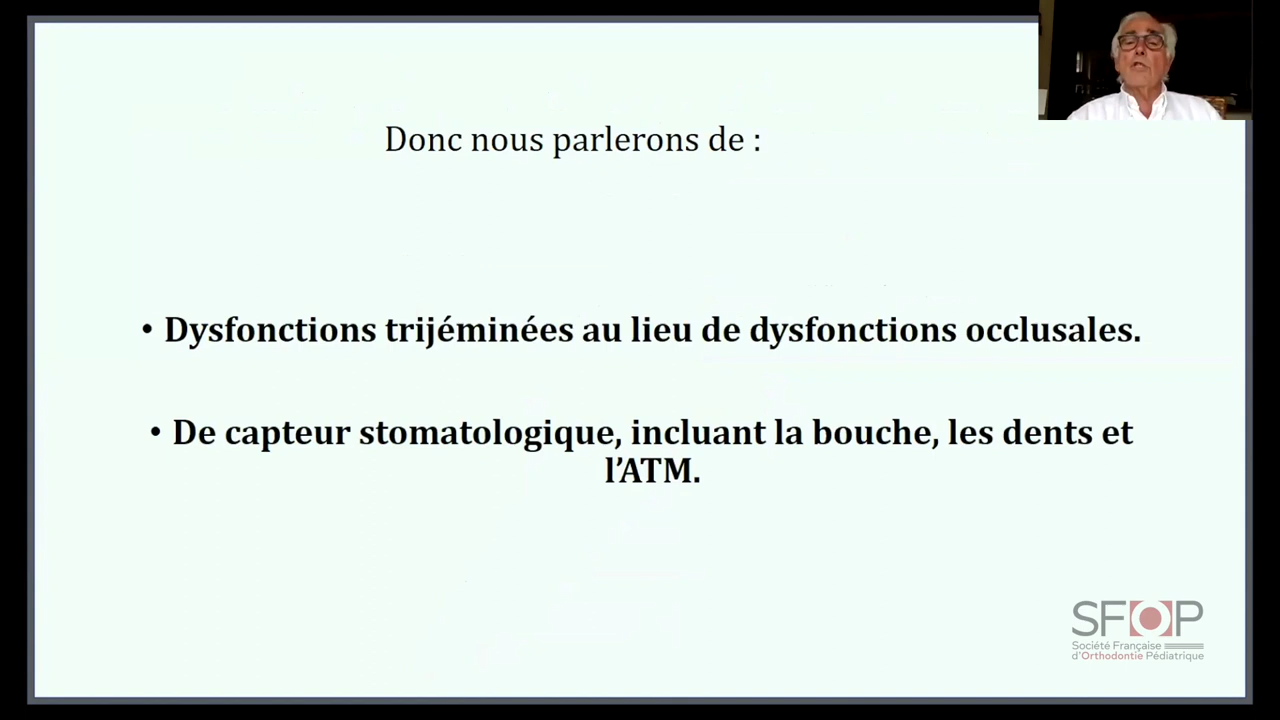 Donc nous parlerons de :
• Dysfonctions trijéminées au lieu de dysfonctions occlusales.
• De capteur stomatologique, incluant la bouche, les dents et
l’ATM.
SFOP
Société Française
d'Orthodontie Pédiatrique